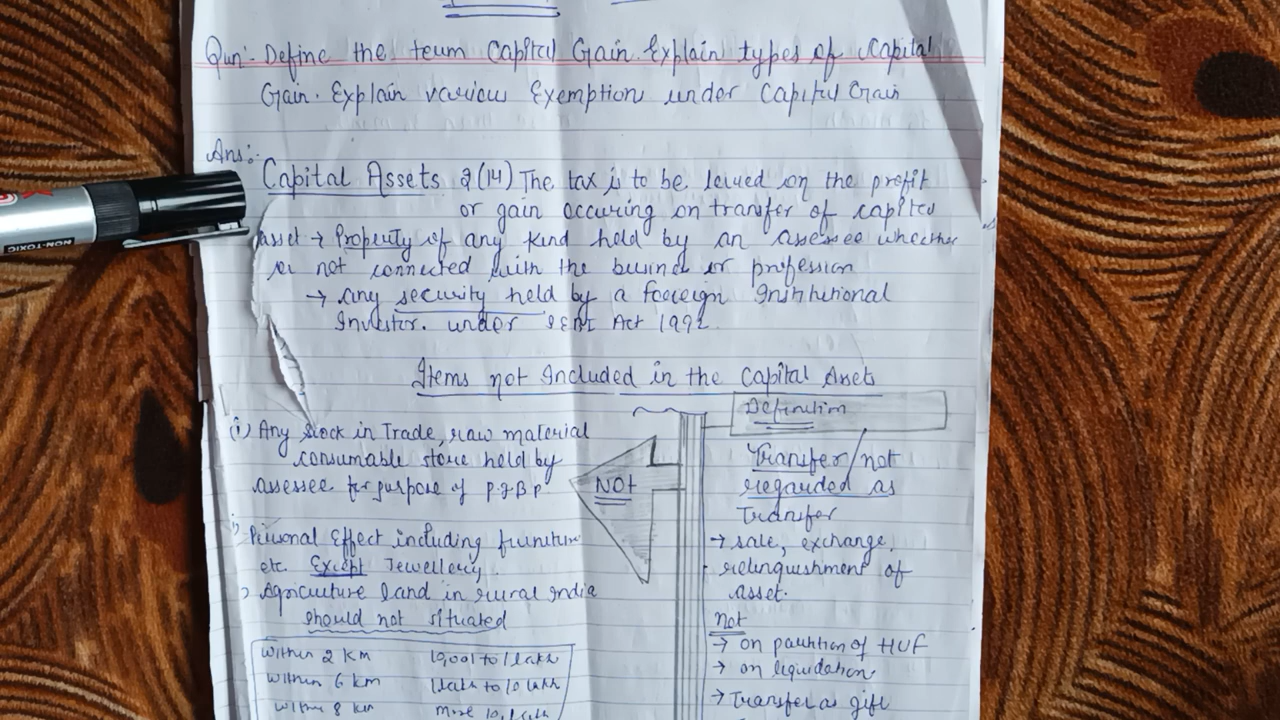 Qun:- Define the term Capital Gain. Explain types of Capital
Gain. Explain various Exemption under Capital Gain
Ans:-
Capital Assets 2(14) The tax is to be levied on the profit
or gain occuring on transfer of capital
asset → Property of any kind held by an assessee whether
or not connected with the business or profession
→ any security held by a foreign Institutional
Investor. under SEBI Act 1992
Items not Included in the Capital Assets
(i) Any stock in Trade, raw material
consumable store held by
assessee for purpose of P.G.B.P
Personal Effect including furniture
etc. Except Jewellery.
Agriculture land in rural India
should not situated
Within 2 KM 10,001 to 1 lakh
Within 6 km 1 lakh to 10 lakh
Within 8 km More 10, lakh
NOt
Definition
Transfer/not
regarded as
Transfer
→ sale, exchange,
relinquishment of
asset.
Not
→ on partition of HUF
→ on liquidation
→ Transfer as gift
NON-TOXIC